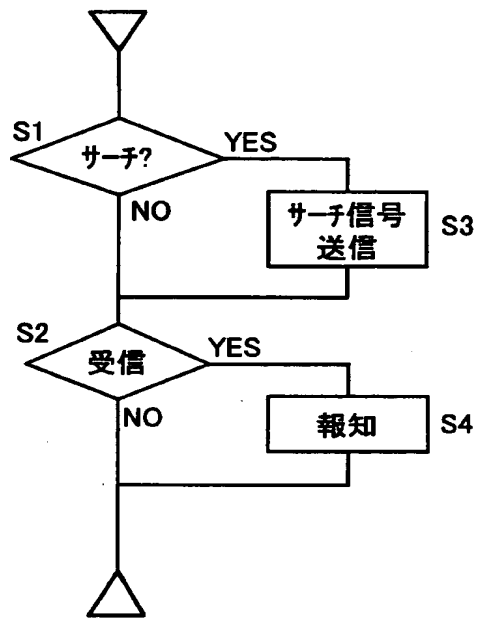 S1
サーチ?
YES
NO
サーチ信号
送信
S3
S2
受信
YES
NO
報知
S4